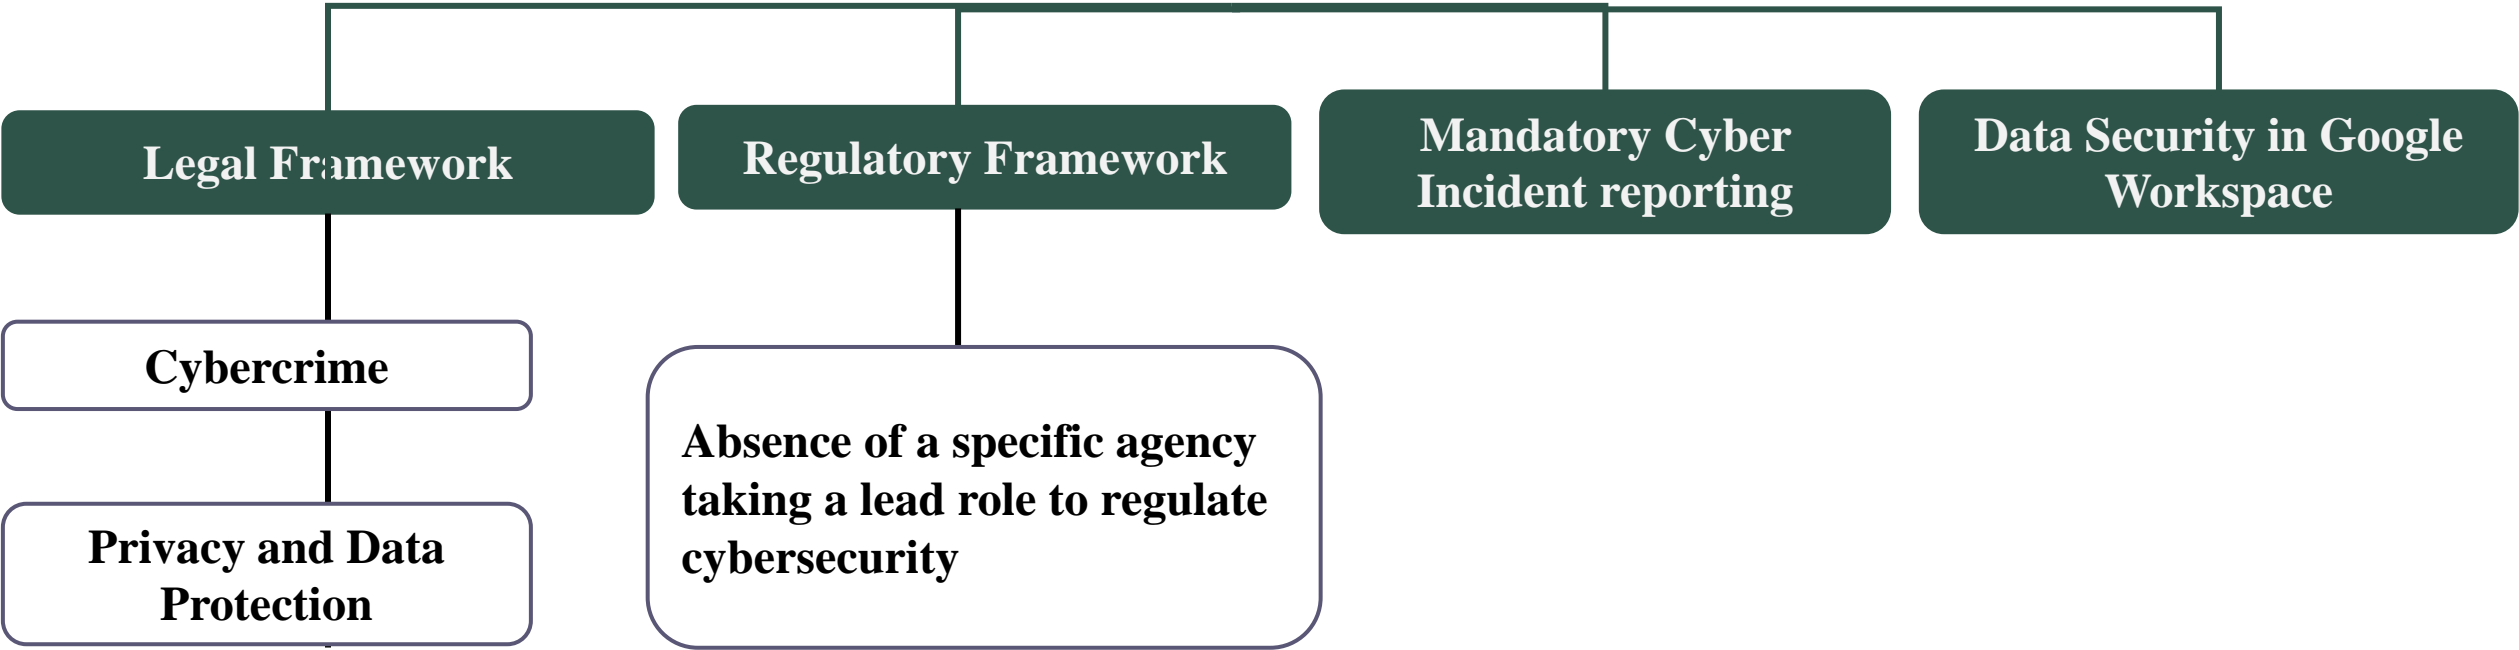 Legal Framework
Regulatory Framework
Mandatory Cyber
Incident reporting
Data Security in Google
Workspace
Cybercrime
Privacy and Data
Protection
Absence of a specific agency
taking a lead role to regulate
cybersecurity